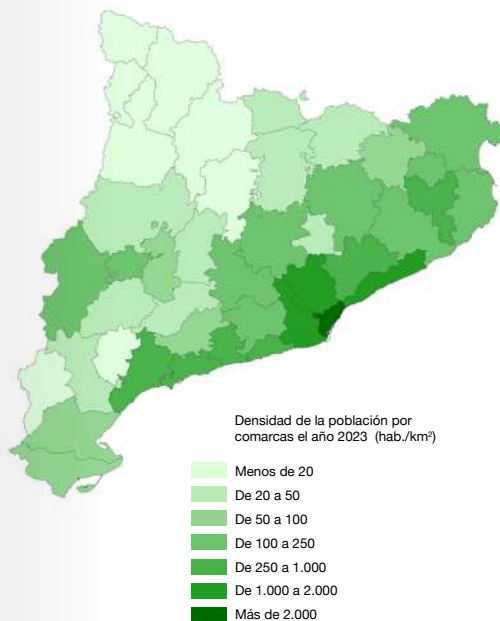 Densidad de la población por
comarcas el año 2023 (hab./km²)
Menos de 20
De 20 a 50
De 50 a 100
De 100 a 250
De 250 a 1.000
De 1.000 a 2.000
Más de 2.000